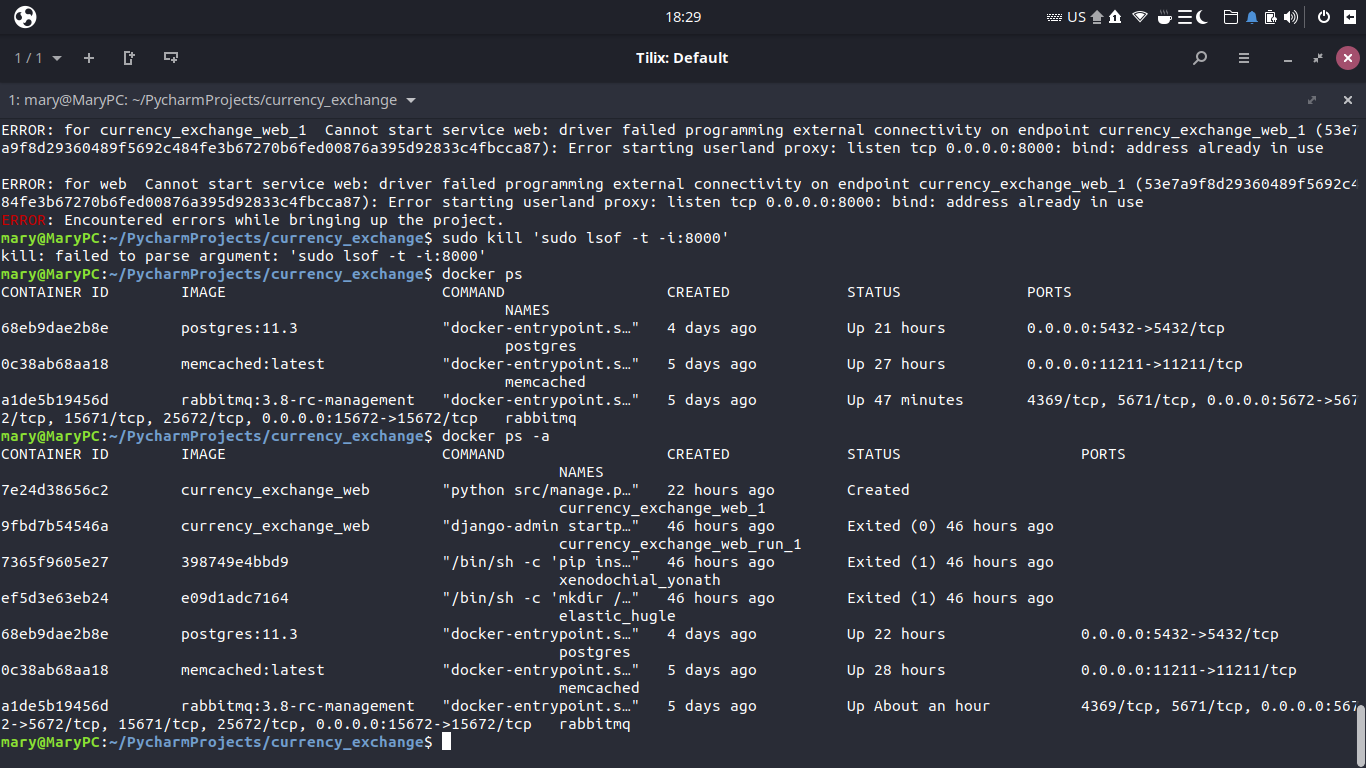 18:29
US
1 / 1
Tilix: Default
1: mary@MaryPC: ~/PycharmProjects/currency_exchange
ERROR: for currency_exchange_web_1  Cannot start service web: driver failed programming external connectivity on endpoint currency_exchange_web_1 (53e7
a9f8d29360489f5692c484fe3b67270b6fed00876a395d92833c4fbcca87): Error starting userland proxy: listen tcp 0.0.0.0:8000: bind: address already in use
ERROR: for web  Cannot start service web: driver failed programming external connectivity on endpoint currency_exchange_web_1 (53e7a9f8d29360489f5692c4
84fe3b67270b6fed00876a395d92833c4fbcca87): Error starting userland proxy: listen tcp 0.0.0.0:8000: bind: address already in use
ERROR: Encountered errors while bringing up the project.
mary@MaryPC:~/PycharmProjects/currency_exchange$ sudo kill 'sudo lsof -t -i:8000'
kill: failed to parse argument: 'sudo lsof -t -i:8000'
mary@MaryPC:~/PycharmProjects/currency_exchange$ docker ps
CONTAINER ID        IMAGE                        COMMAND                  CREATED             STATUS              PORTS
NAMES
68eb9dae2b8e        postgres:11.3                "docker-entrypoint.s…"   4 days ago          Up 21 hours         0.0.0.0:5432->5432/tcp
postgres
0c38ab68aa18        memcached:latest             "docker-entrypoint.s…"   5 days ago          Up 27 hours         0.0.0.0:11211->11211/tcp
memcached
a1de5b19456d        rabbitmq:3.8-rc-management   "docker-entrypoint.s…"   5 days ago          Up 47 minutes       4369/tcp, 5671/tcp, 0.0.0.0:5672->567
2/tcp, 15671/tcp, 25672/tcp, 0.0.0.0:15672->15672/tcp   rabbitmq
mary@MaryPC:~/PycharmProjects/currency_exchange$ docker ps -a
CONTAINER ID        IMAGE                        COMMAND                  CREATED             STATUS                    PORTS
NAMES
7e24d38656c2        currency_exchange_web        "python src/manage.p…"   22 hours ago        Created
currency_exchange_web_1
9fbd7b54546a        currency_exchange_web        "django-admin startp…"   46 hours ago        Exited (0) 46 hours ago
currency_exchange_web_run_1
7365f9605e27        398749e4bbd9                 "/bin/sh -c 'pip ins…"   46 hours ago        Exited (1) 46 hours ago
xenodochial_yonath
ef5d3e63eb24        e09d1adc7164                 "/bin/sh -c 'mkdir /…"   46 hours ago        Exited (1) 46 hours ago
elastic_hugle
68eb9dae2b8e        postgres:11.3                "docker-entrypoint.s…"   4 days ago          Up 22 hours               0.0.0.0:5432->5432/tcp
postgres
0c38ab68aa18        memcached:latest             "docker-entrypoint.s…"   5 days ago          Up 28 hours               0.0.0.0:11211->11211/tcp
memcached
a1de5b19456d        rabbitmq:3.8-rc-management   "docker-entrypoint.s…"   5 days ago          Up About an hour          4369/tcp, 5671/tcp, 0.0.0.0:567
2->5672/tcp, 15671/tcp, 25672/tcp, 0.0.0.0:15672->15672/tcp   rabbitmq
mary@MaryPC:~/PycharmProjects/currency_exchange$